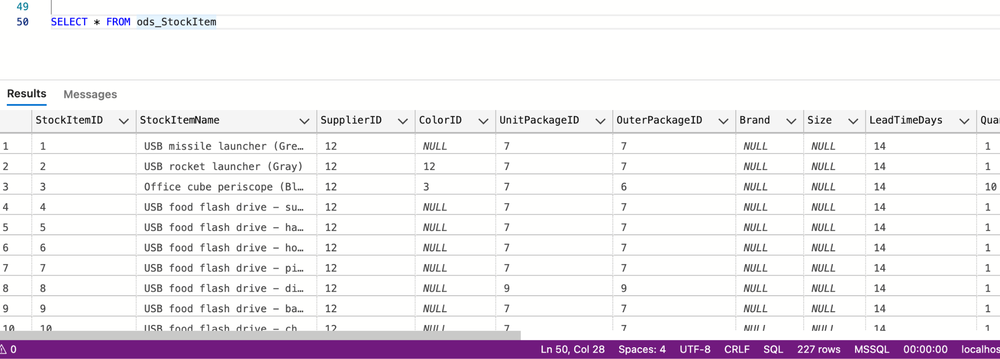 49
50 SELECT * FROM ods_StockItem
Results Messages
StockItemID StockItemName SupplierID ColorID UnitPackageID OuterPackageID Brand Size LeadTimeDays Quan
1 1 USB missile launcher (Gre… 12 NULL 7 7 NULL NULL 14 1
2 2 USB rocket launcher (Gray) 12 12 7 7 NULL NULL 14 1
3 3 Office cube periscope (Bl… 12 3 7 6 NULL NULL 14 10
4 4 USB food flash drive - su… 12 NULL 7 7 NULL NULL 14 1
5 5 USB food flash drive - ha… 12 NULL 7 7 NULL NULL 14 1
6 6 USB food flash drive - ho… 12 NULL 7 7 NULL NULL 14 1
7 7 USB food flash drive - pi… 12 NULL 7 7 NULL NULL 14 1
8 8 USB food flash drive - di… 12 NULL 9 9 NULL NULL 14 1
9 9 USB food flash drive - ba… 12 NULL 7 7 NULL NULL 14 1
10 10 USB food flash drive - ch… 12 NULL 7 7 NULL NULL 14 1
0 Ln 50, Col 28 Spaces: 4 UTF-8 CRLF SQL 227 rows MSSQL 00:00:00 localhos